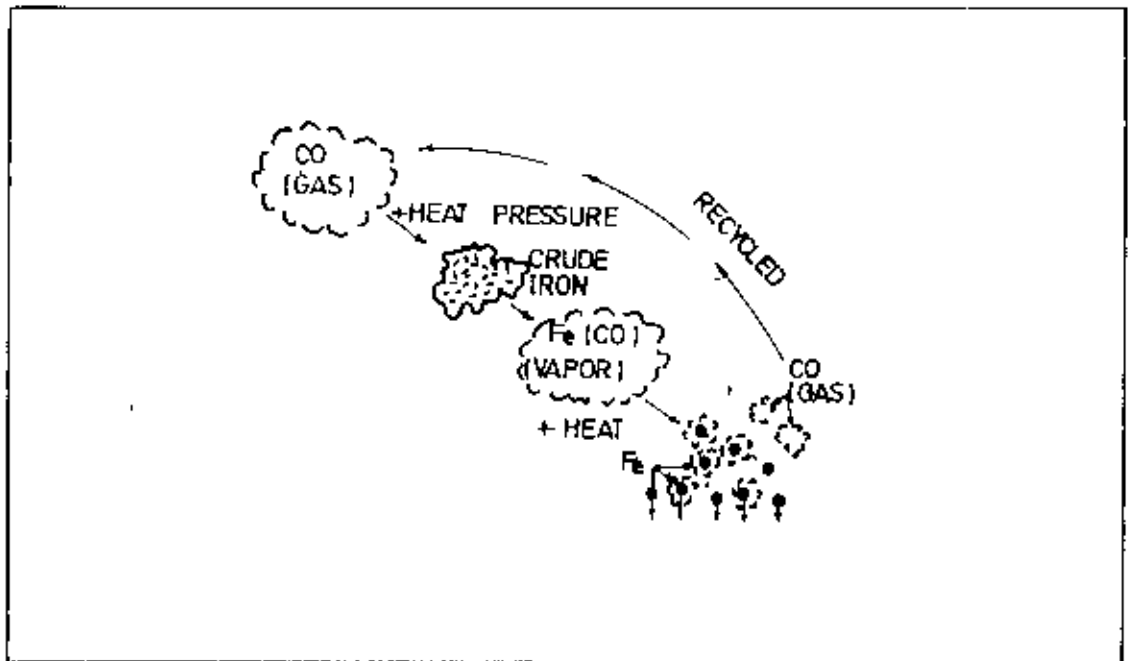 CO
(GAS)
+HEAT PRESSURE
RECYCLED
CRUDE
IRON
Fe (CO)
(VAPOR)
CO
(GAS)
+ HEAT
Fe